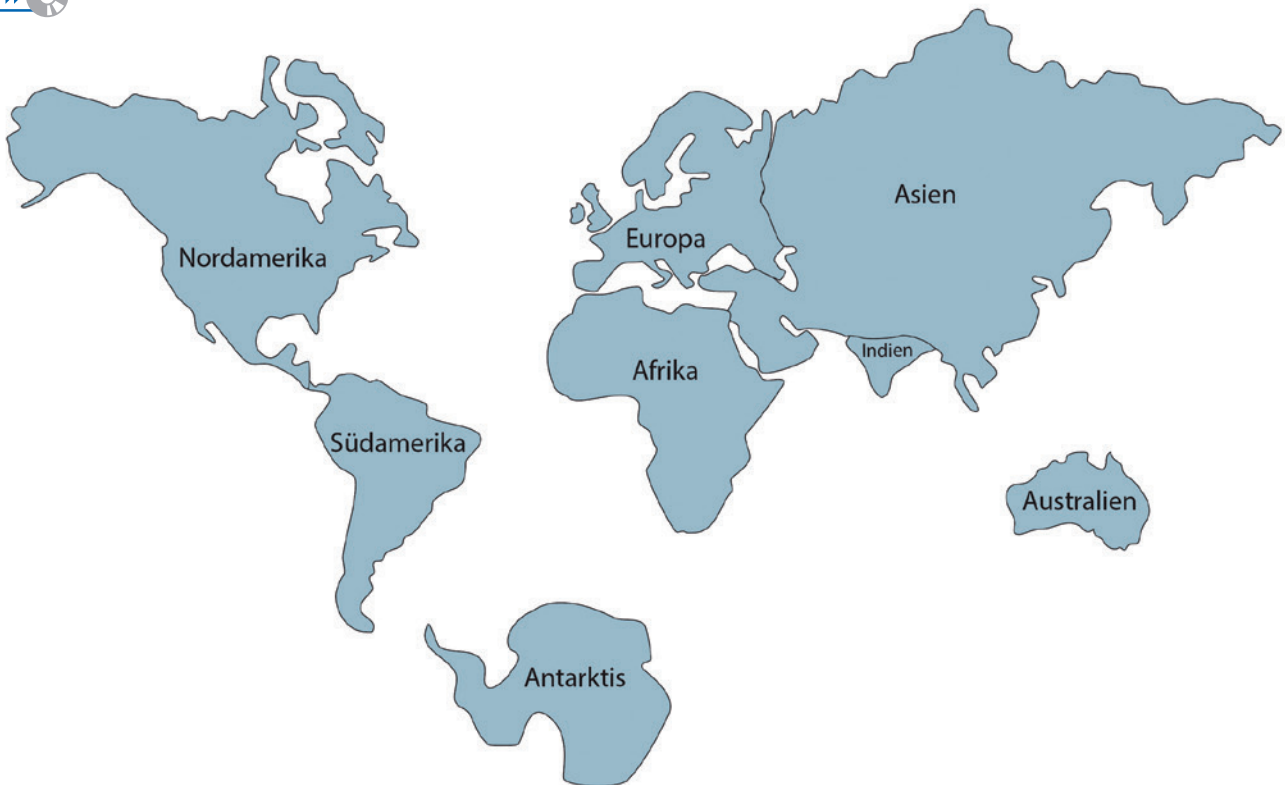 Asien
Europa
Nordamerika
Indien
Afrika
Südamerika
Australien
Antarktis